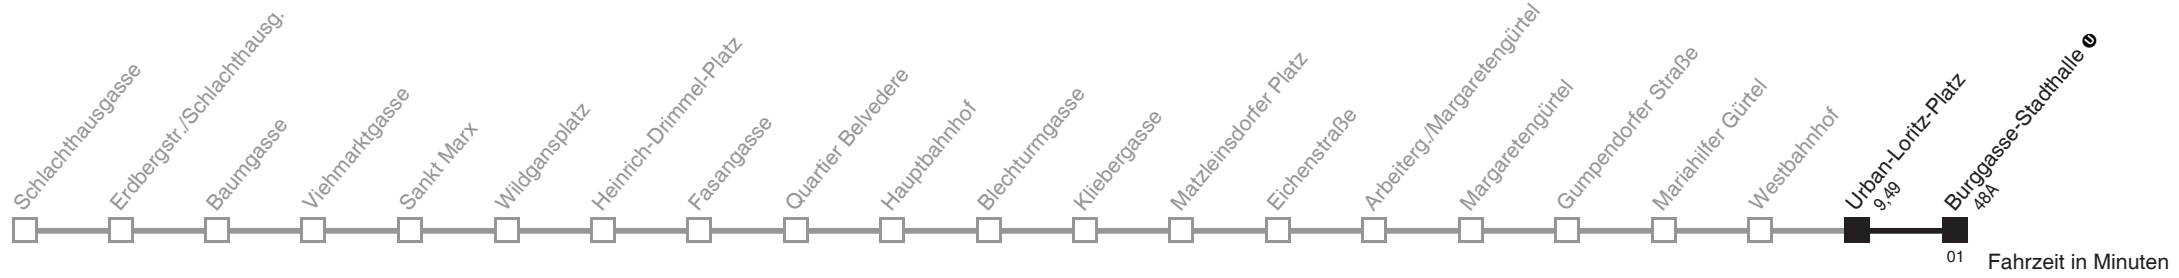 Schlachthausgasse
Erdbergstr./Schlachthausg.
Baumgasse
Viehmarktgasse
Sankt Marx
Wildgansplatz
Heinrich-Drimmel-Platz
Fasangasse
Quartier Belvedere
Hauptbahnhof
Blechturmgasse
Kliebergasse
Matzleinsdorfer Platz
Eichenstraße
Arbeiterg./Margaretengürtel
Margaretengürtel
Gumpendorfer Straße
Mariahilfer Gürtel
Westbahnhof
Urban-Loritz-Platz
9,49
Burggasse-Stadthalle U
48A
01
Fahrzeit in Minuten